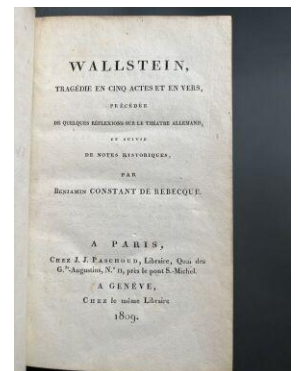 WALLSTEIN,
TRAGÉDIE EN CINQ ACTES ET EN VERS,
PRÉCÉDÉE
DE QUELQUES RÉFLEXIONS SUR LE THÉATRE ALLEMAND,
ET SUIVIE
DE NOTES HISTORIQUES,
PAR
BENJAMIN CONSTANT DE REBECQUE.
A PARIS,
CHEZ J. J. PASCHOUD, Libraire, Quai des
G.ds-Augustins, N.° 11, près le pont S.-Michel.
A GENÈVE,
CHEZ le même Libraire
1809.